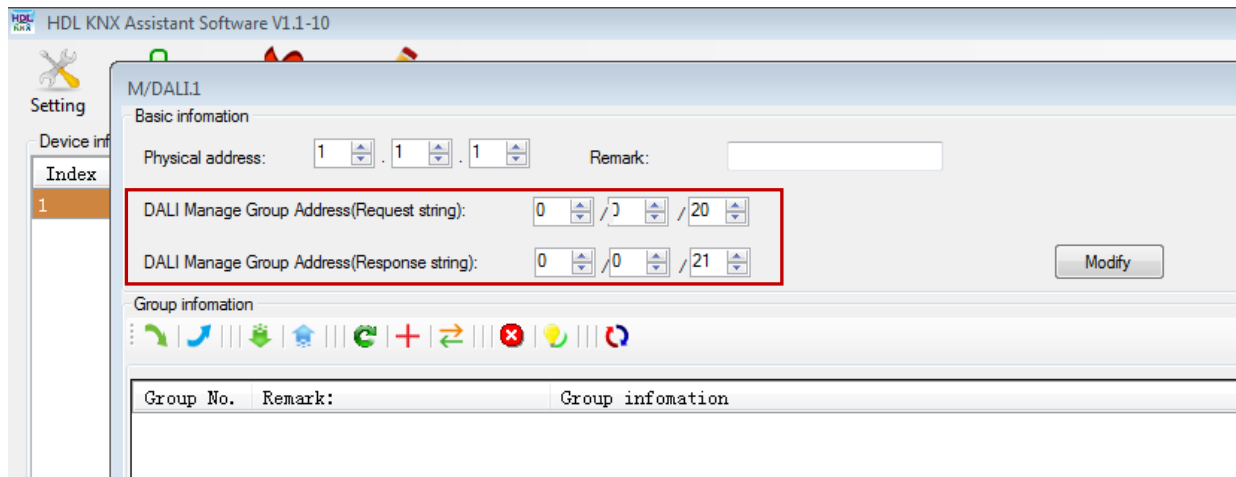 HDL KNX HDL KNX Assistant Software V1.1-10
Setting
Device inf
Index
1
M/DALI.1
Basic infomation
Physical address: 1 . 1 . 1 Remark:
DALI Manage Group Address(Request string): 0 /0 / 20
DALI Manage Group Address(Response string): 0 /0 / 21
Modify
Group infomation
Group No. Remark: Group infomation